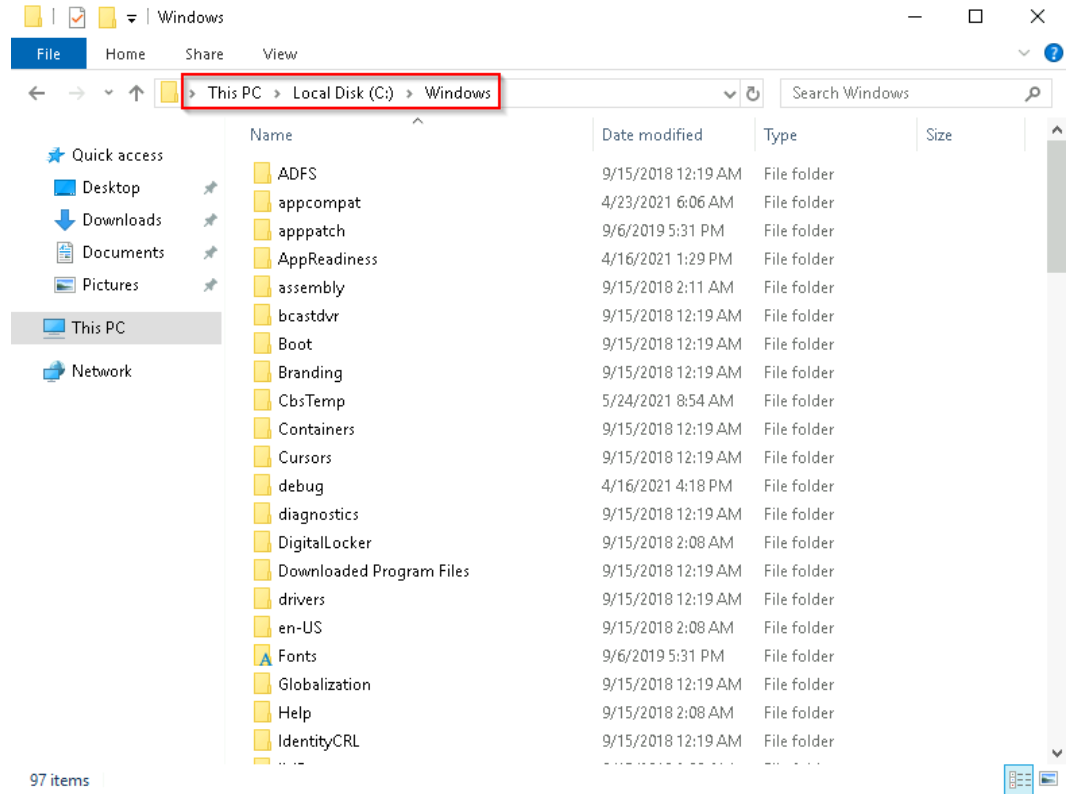 Windows
File Home Share View
This PC > Local Disk (C:) > Windows
Search Windows
Name Date modified Type Size
Quick access
Desktop
Downloads
Documents
Pictures
This PC
Network
ADFS 9/15/2018 12:19 AM File folder
appcompat 4/23/2021 6:06 AM File folder
apppatch 9/6/2019 5:31 PM File folder
AppReadiness 4/16/2021 1:29 PM File folder
assembly 9/15/2018 2:11 AM File folder
bcastdvr 9/15/2018 12:19 AM File folder
Boot 9/15/2018 12:19 AM File folder
Branding 9/15/2018 12:19 AM File folder
CbsTemp 5/24/2021 8:54 AM File folder
Containers 9/15/2018 12:19 AM File folder
Cursors 9/15/2018 12:19 AM File folder
debug 4/16/2021 4:18 PM File folder
diagnostics 9/15/2018 12:19 AM File folder
DigitalLocker 9/15/2018 2:08 AM File folder
Downloaded Program Files 9/15/2018 12:19 AM File folder
drivers 9/15/2018 12:19 AM File folder
en-US 9/15/2018 2:08 AM File folder
Fonts 9/6/2019 5:31 PM File folder
Globalization 9/15/2018 12:19 AM File folder
Help 9/15/2018 2:08 AM File folder
IdentityCRL 9/15/2018 12:19 AM File folder
97 items